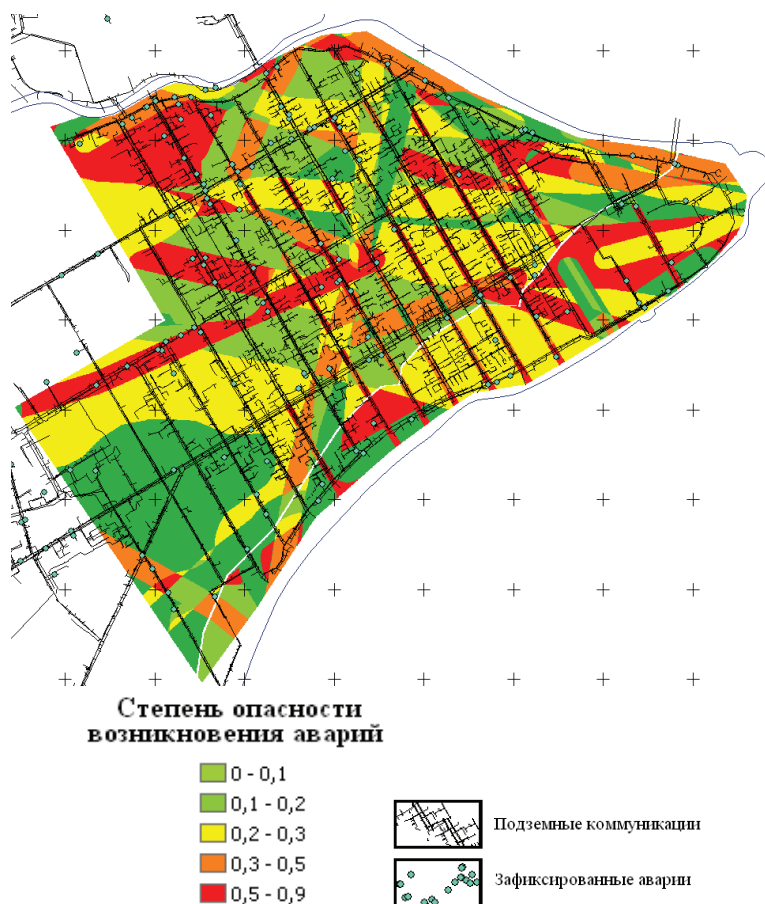 Степень опасности
возникновения аварий
0 - 0,1
0,1 - 0,2
0,2 - 0,3
0,3 - 0,5
0,5 - 0,9
Подземные коммуникации
Зафиксированные аварии